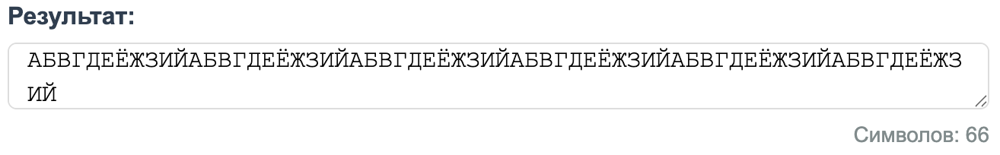 Результат:
АБВГДЕЁЖЗИЙАБВГДЕЁЖЗИЙАБВГДЕЁЖЗИЙАБВГДЕЁЖЗИЙАБВГДЕЁЖЗИЙАБВГДЕЁЖЗ
ИЙ
Символов: 66